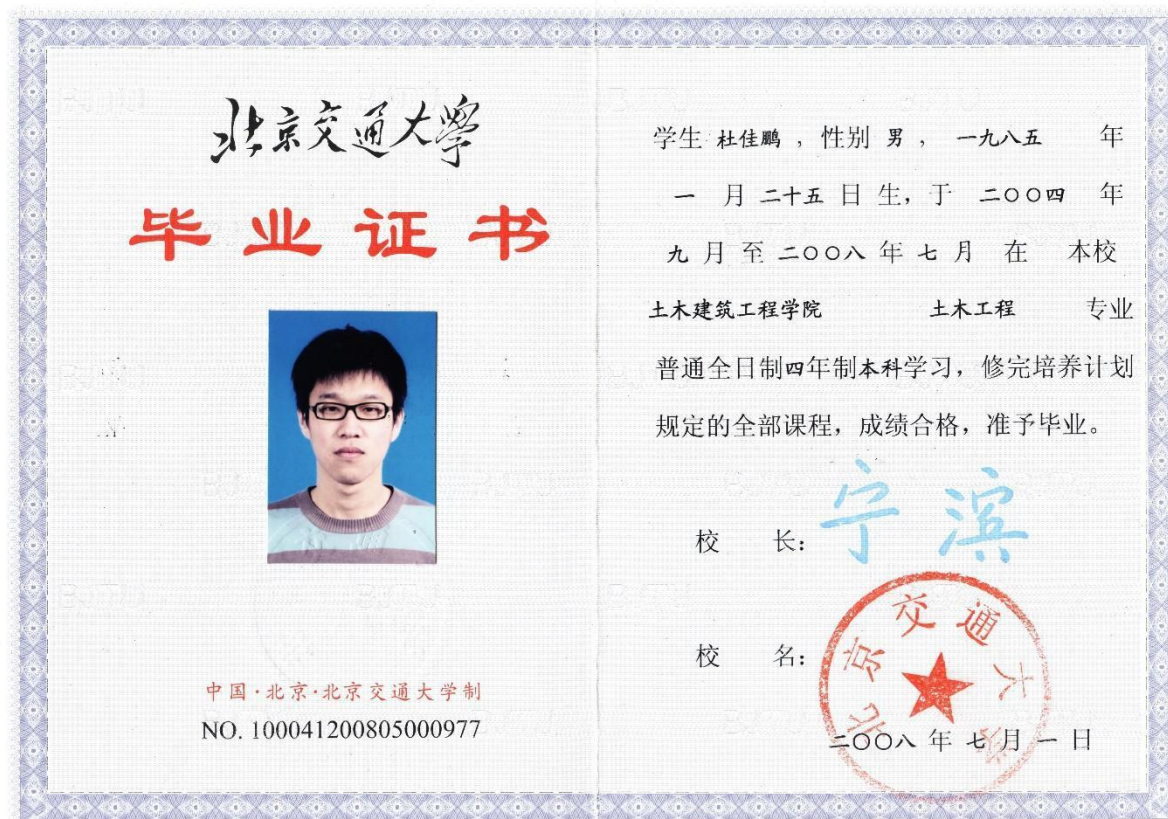 北京交通大學
毕业证书
中国·北京·北京交通大学制
NO. 100041200805000977
学生 杜佳鹏 ，性别 男 ， 一九八五 年
一 月 二十五 日 生，于 二〇〇四 年
九 月 至 二〇〇八 年 七 月 在 本校
土木建筑工程学院 土木工程 专业
普通全日制四年制本科学习，修完培养计划
规定的全部课程，成绩合格，准予毕业。
校 长： 宁滨
校 名：
北京交通大学
二〇〇八 年 七 月 一 日